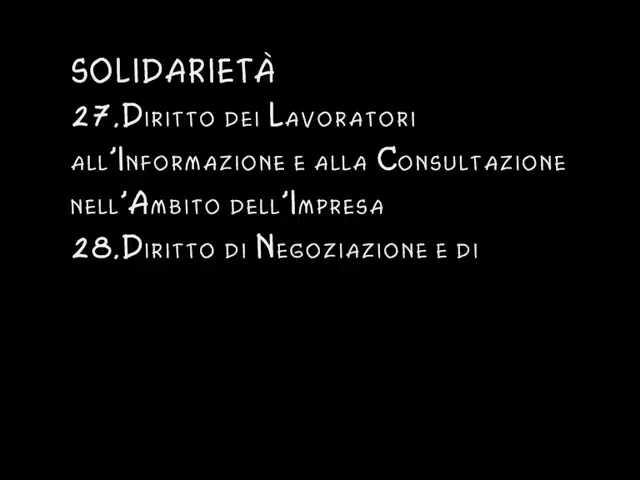 SOLIDARIETÀ
27.Diritto dei Lavoratori
all'Informazione e alla Consultazione
nell'Ambito dell'Impresa
28.Diritto di Negoziazione e di